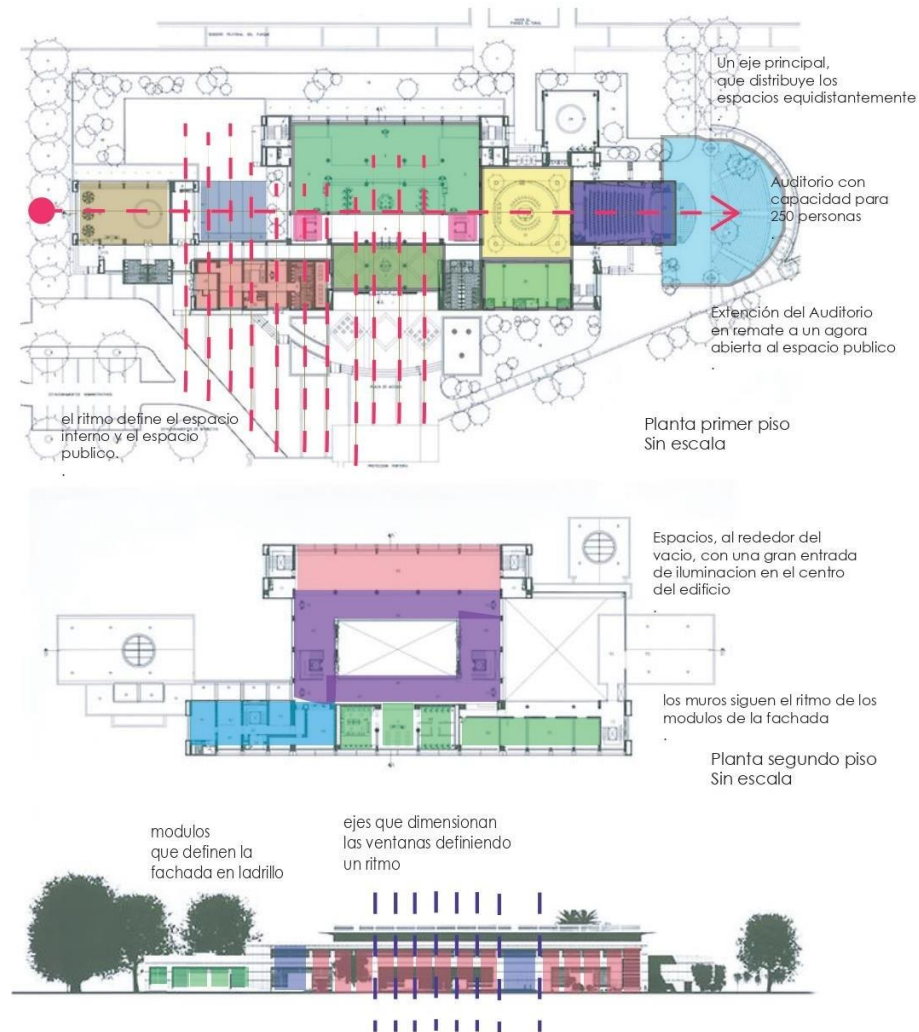 Un eje principal,
que distribuye los
espacios equidistantemente
.
Auditorio con
capacidad para
250 personas
Extención del Auditorio
en remate a un agora
abierta al espacio publico
.
PLAZA DE ACCESO
el ritmo define el espacio
interno y el espacio
publico.
.
Planta primer piso
Sin escala
Espacios, al rededor del
vacio, con una gran entrada
de iluminacion en el centro
del edificio
.
los muros siguen el ritmo de los
modulos de la fachada
.
Planta segundo piso
Sin escala
modulos
que definen la
fachada en ladrillo
ejes que dimensionan
las ventanas definiendo
un ritmo